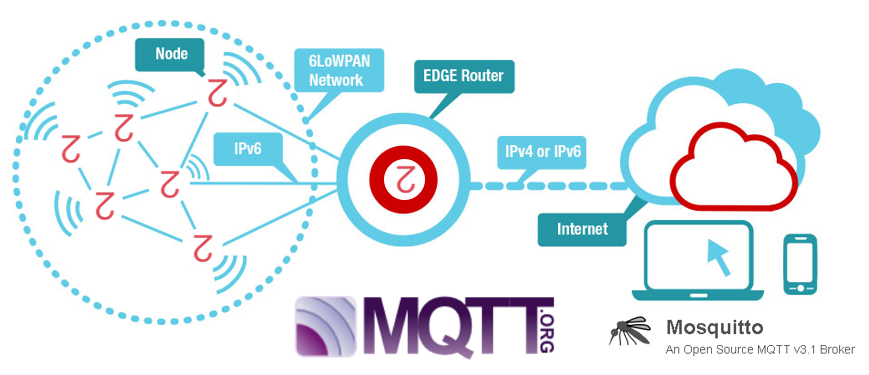 Node
6LoWPAN
Network
EDGE Router
IPv6
IPv4 or IPv6
Internet
MQTT.ORG
Mosquitto
An Open Source MQTT v3.1 Broker